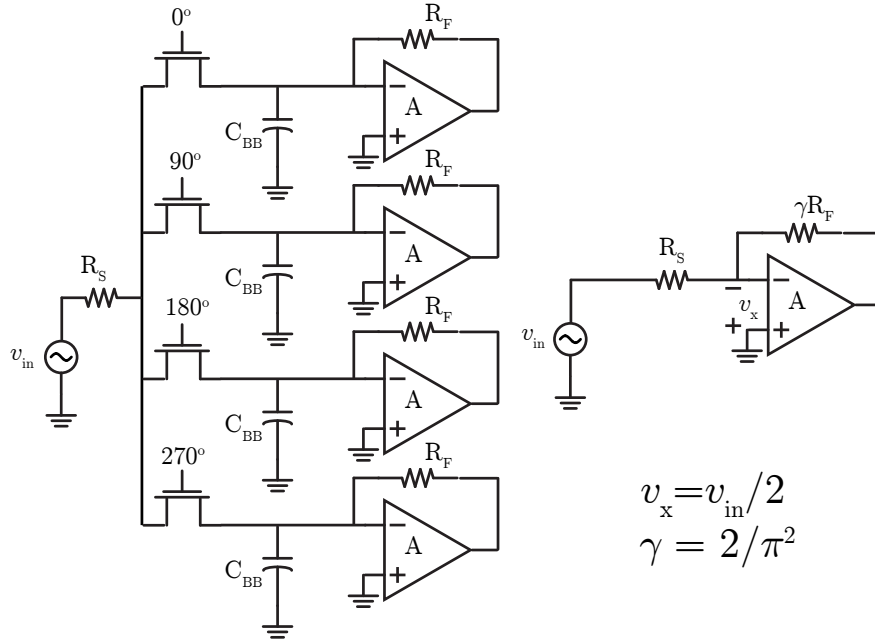 0°
R_F
A
C_BB
90°
R_F
A
C_BB
R_S
180°
R_F
A
v_in
C_BB
270°
R_F
A
C_BB
γR_F
R_S
A
v_x
v_in
v_x=v_in/2
γ = 2/π²